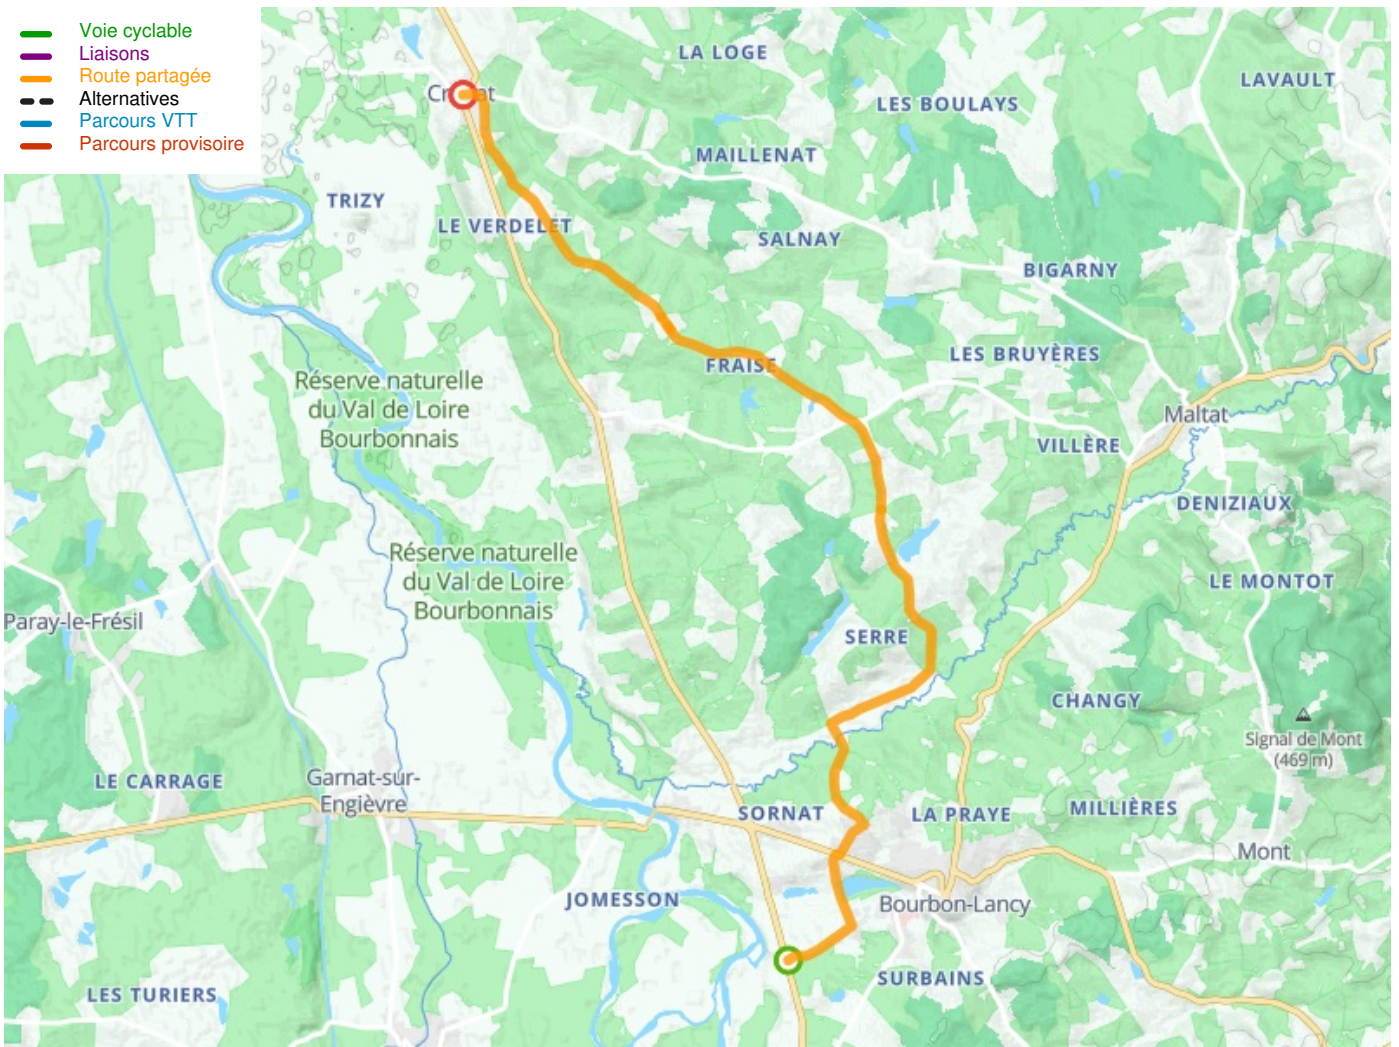 Voie cyclable
Liaisons
Route partagée
Alternatives
Parcours VTT
Parcours provisoire
LA LOGE
LAVAULT
LES BOULAYS
MAILLENAT
TRIZY
LE VERDELET
SALNAY
BIGARNY
LES BRUYÈRES
FRAISE
Réserve naturelle
du Val de Loire
Bourbonnais
Maltat
VILLÈRE
DENIZIAUX
Réserve naturelle
du Val de Loire
Bourbonnais
LE MONTOT
Paray-le-Frésil
SERRE
CHANGY
Signal de Mont
(469 m)
LE CARRAGE
Garnat-sur-
Engièvre
SORNAT
LA PRAYE
MILLIÈRES
Mont
JOMESSON
Bourbon-Lancy
SURBAINS
LES TURIERS